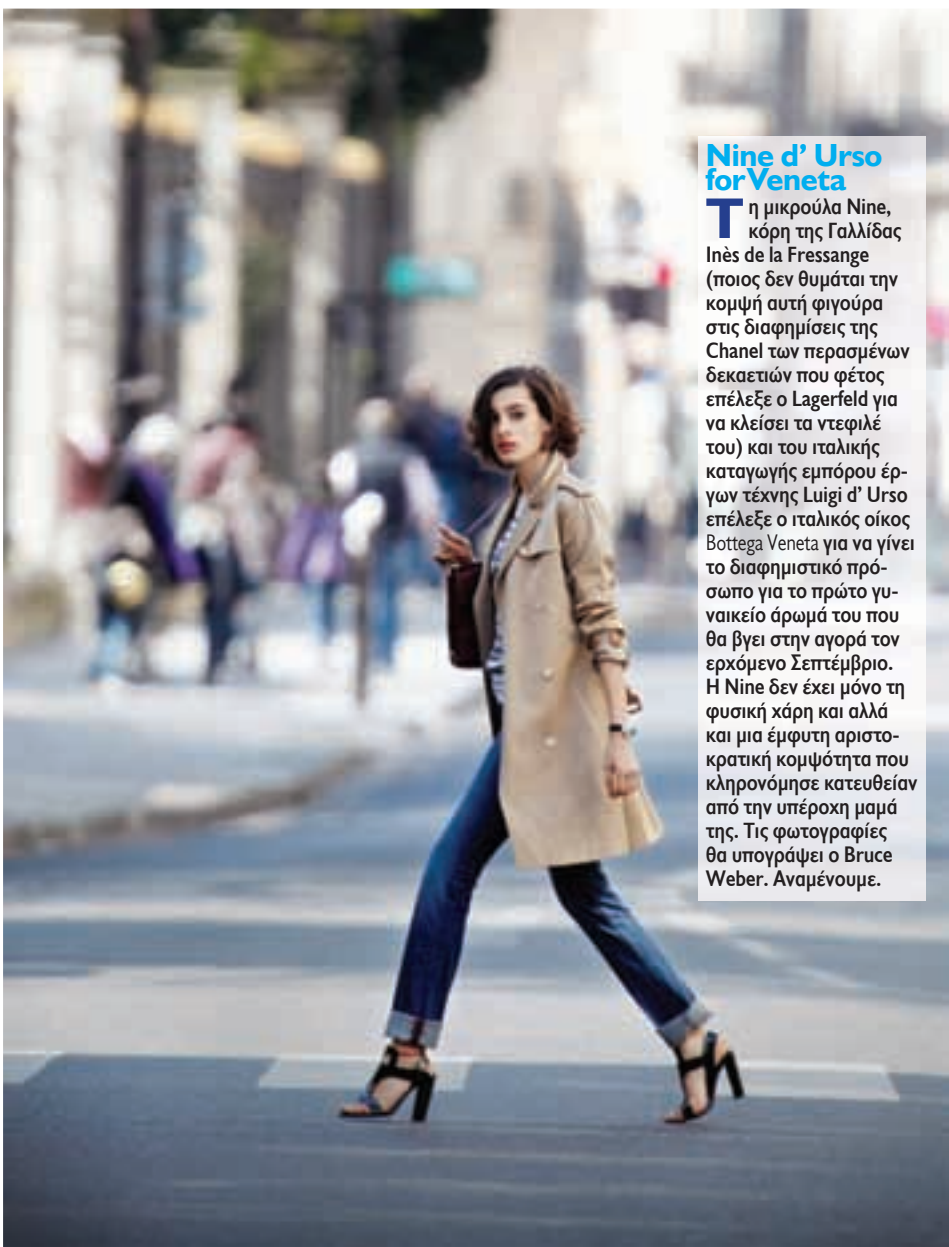 Nine d' Urso
for Veneta
Τη μικρούλα Nine,
κόρη της Γαλλίδας
Inès de la Fressange
(ποιος δεν θυμάται την
κομψή αυτή φιγούρα
στις διαφημίσεις της
Chanel των περασμένων
δεκαετιών που φέτος
επέλεξε ο Lagerfeld για
να κλείσει τα ντεφιλέ
του) και του ιταλικής
καταγωγής εμπόρου έρ-
γων τέχνης Luigi d' Urso
επέλεξε ο ιταλικός οίκος
Bottega Veneta για να γίνει
το διαφημιστικό πρό-
σωπο για το πρώτο γυ-
ναικείο άρωμά του που
θα βγει στην αγορά τον
ερχόμενο Σεπτέμβριο.
Η Nine δεν έχει μόνο τη
φυσική χάρη και αλλά
και μια έμφυτη αριστο-
κρατική κομψότητα που
κληρονόμησε κατευθείαν
από την υπέροχη μαμά
της. Τις φωτογραφίες
θα υπογράψει ο Bruce
Weber. Αναμένουμε.